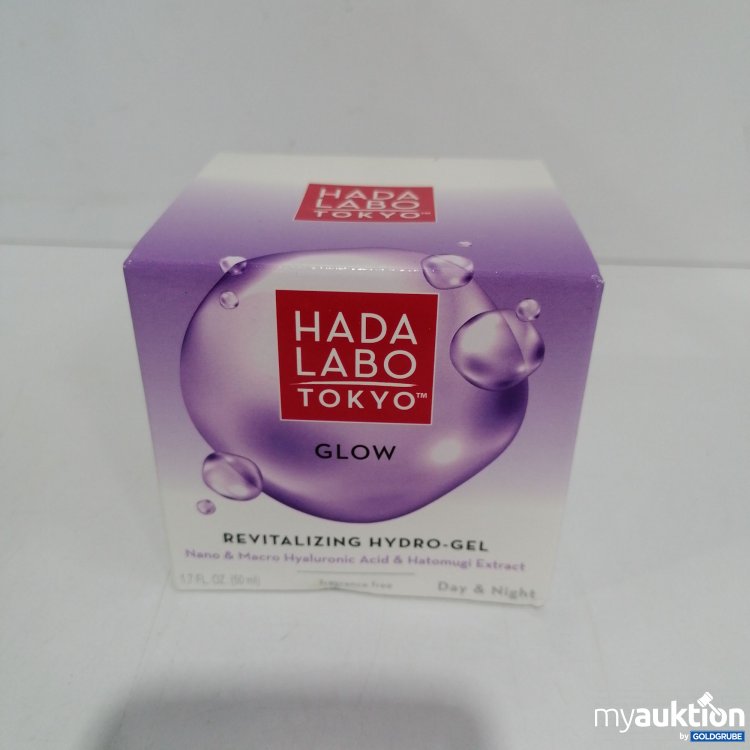 HADA
LABO
TOKYO™
HADA
LABO
TOKYO™
GLOW
REVITALIZING HYDRO-GEL
Nano & Macro Hyaluronic Acid & Hatomugi Extract
1.7 FL. OZ. (50 ml) fragrance free Day & Night
myauktion
by GOLDGRUBE